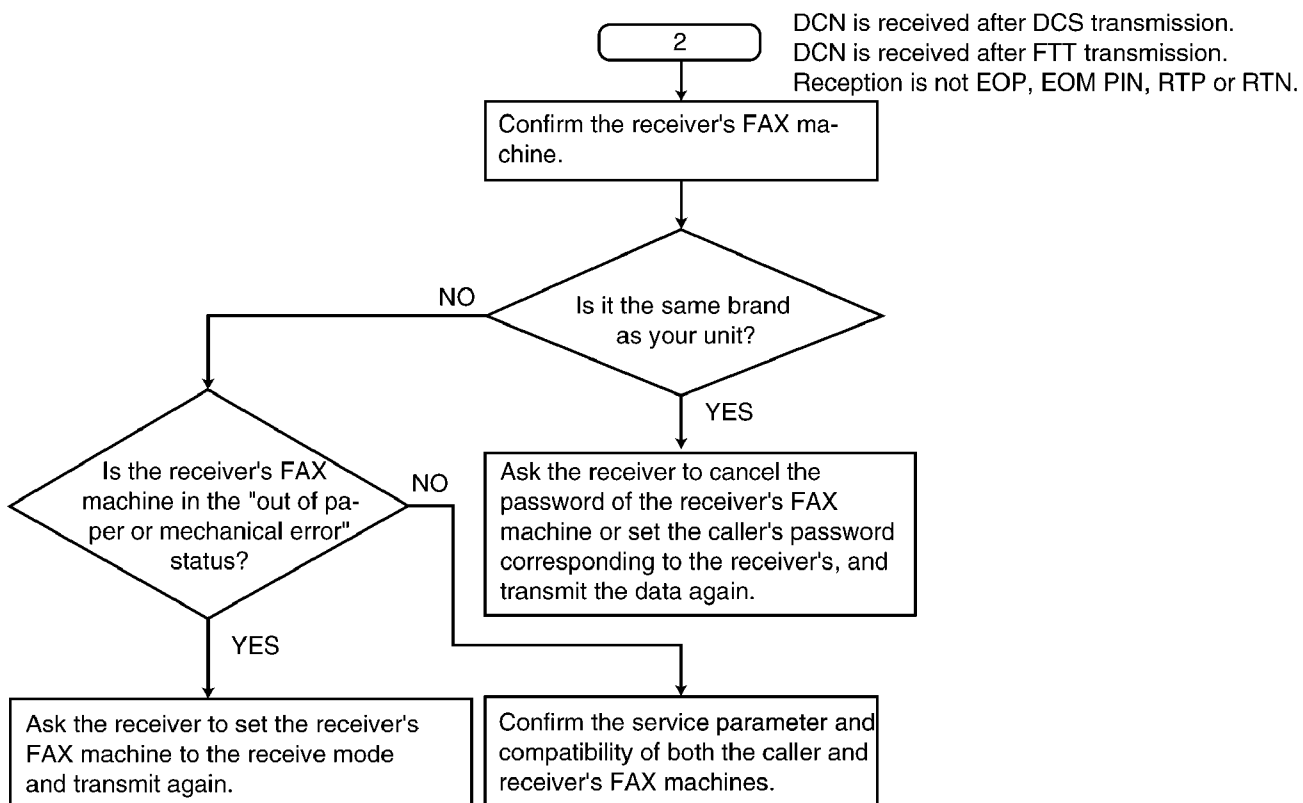 2
DCN is received after DCS transmission.
DCN is received after FTT transmission.
Reception is not EOP, EOM PIN, RTP or RTN.
Confirm the receiver's FAX ma-
chine.
Is it the same brand
as your unit?
NO
YES
Is the receiver's FAX
machine in the "out of pa-
per or mechanical error"
status?
NO
YES
Ask the receiver to cancel the
password of the receiver's FAX
machine or set the caller's password
corresponding to the receiver's, and
transmit the data again.
Ask the receiver to set the receiver's
FAX machine to the receive mode
and transmit again.
Confirm the service parameter and
compatibility of both the caller and
receiver's FAX machines.